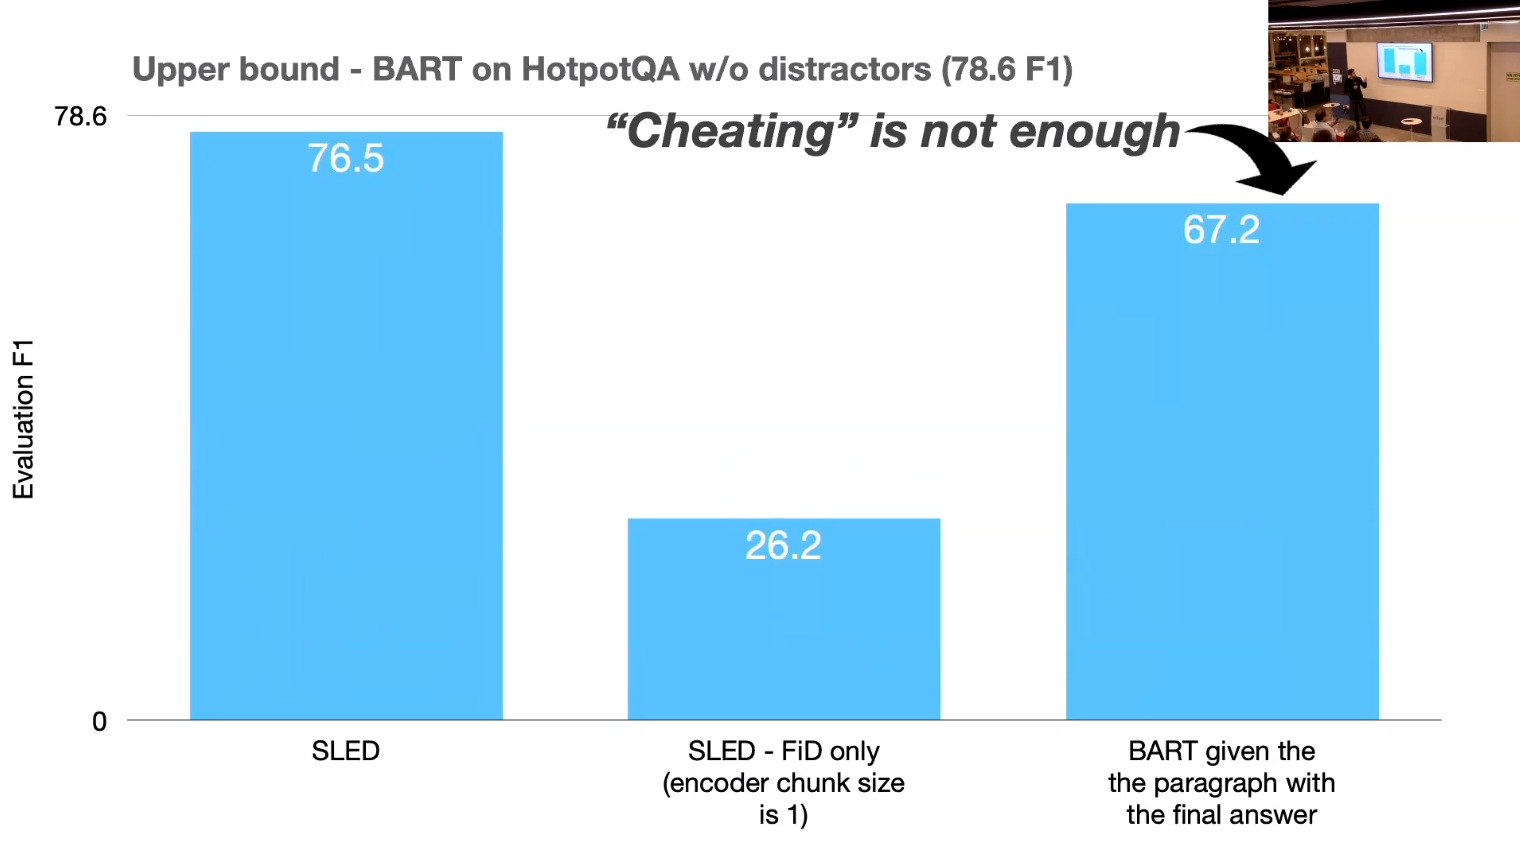 Upper bound - BART on HotpotQA w/o distractors (78.6 F1)
78.6
“Cheating” is not enough
76.5
67.2
26.2
Evaluation F1
0
SLED
SLED - FiD only
(encoder chunk size
is 1)
BART given the
the paragraph with
the final answer